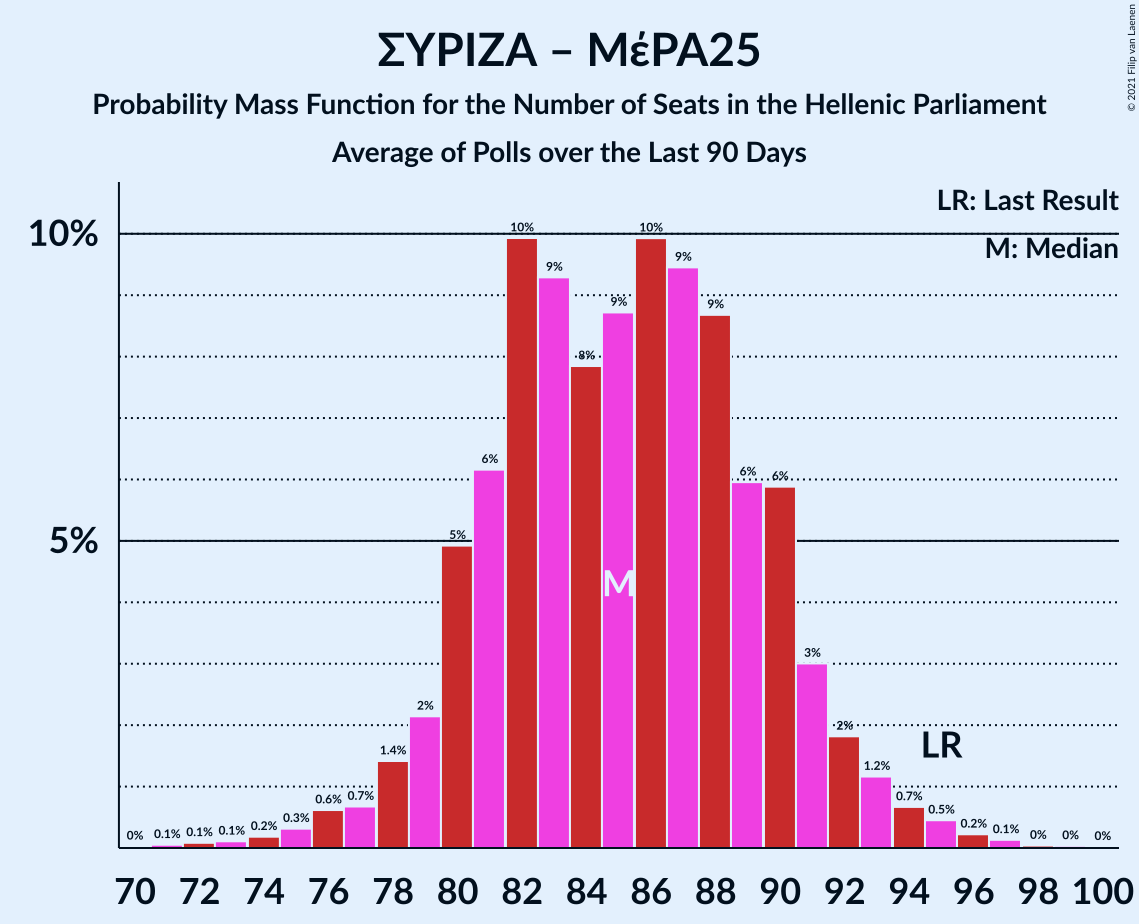 ΣΥΡΙΖΑ – ΜέΡΑ25
Probability Mass Function for the Number of Seats in the Hellenic Parliament
Average of Polls over the Last 90 Days
© 2021 Filip van Laenen
LR: Last Result
M: Median
10%
5%
0% 0.1% 0.1% 0.1% 0.2% 0.3% 0.6% 0.7% 1.4% 2% 5% 6% 10% 9% 8% 9% 10% 9% 9% 6% 6% 3% 2% 1.2% 0.7% 0.5% 0.2% 0.1% 0% 0% 0%
M
LR
70 72 74 76 78 80 82 84 86 88 90 92 94 96 98 100